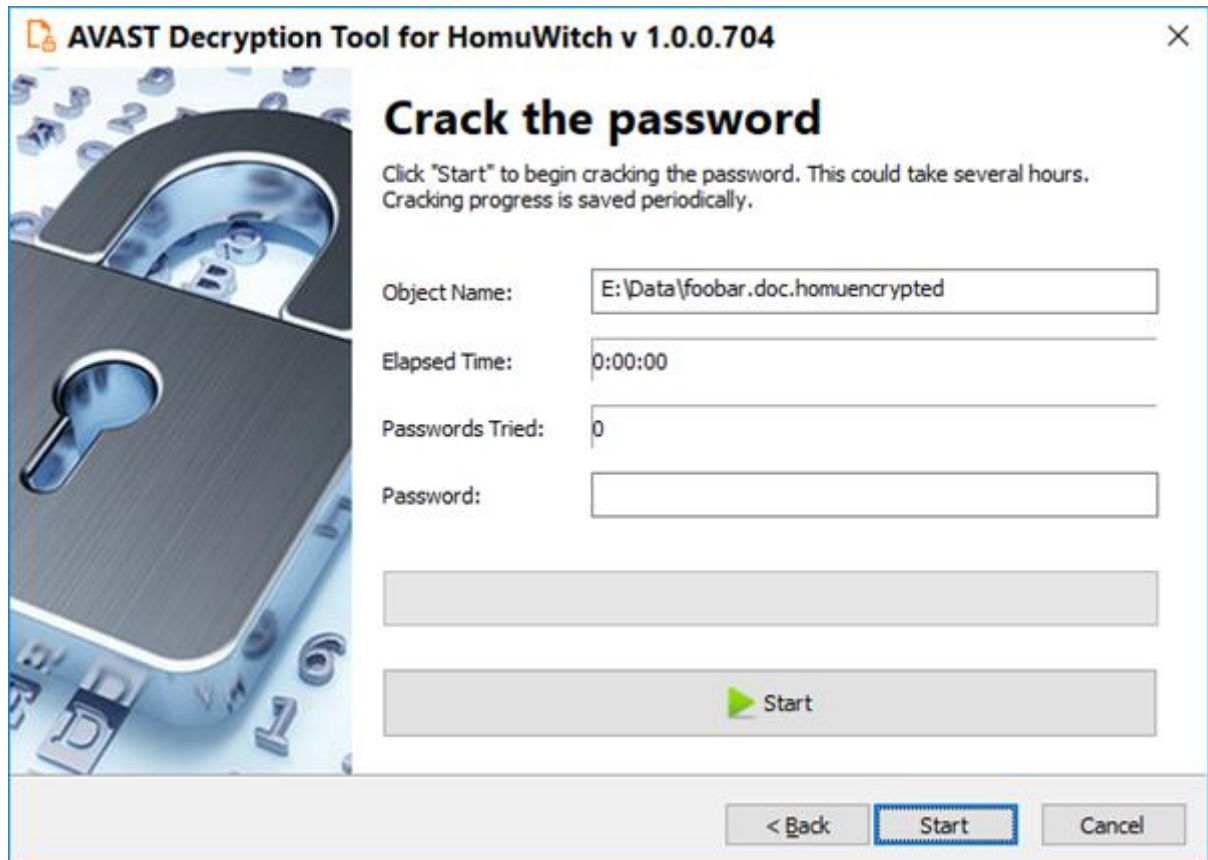 AVAST Decryption Tool for HomuWitch v 1.0.0.704
Crack the password
Click "Start" to begin cracking the password. This could take several hours.
Cracking progress is saved periodically.
Object Name: E:\Data\foobar.doc.homuencrypted
Elapsed Time: 0:00:00
Passwords Tried: 0
Password:
Start
< Back Start Cancel